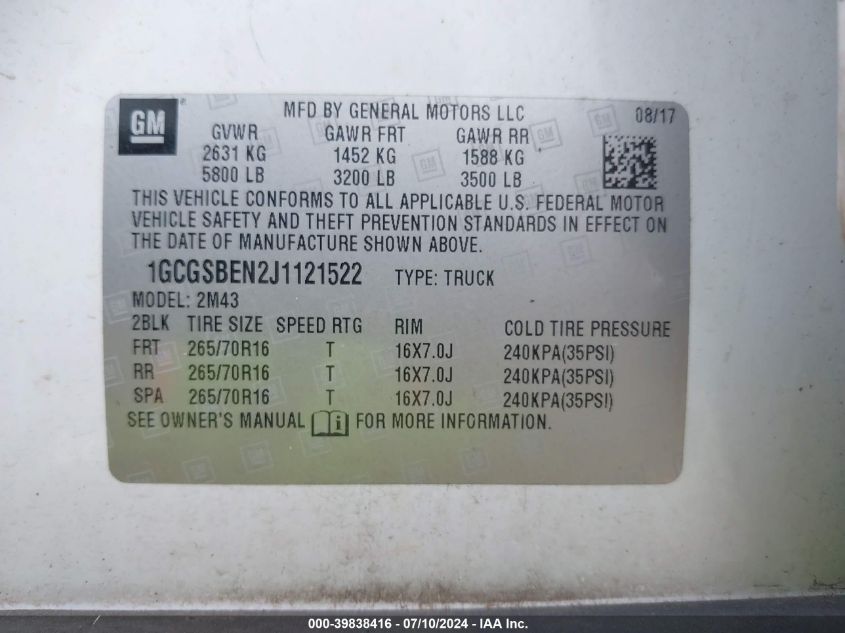 GM
MFD BY GENERAL MOTORS LLC 08/17
GVWR GAWR FRT GAWR RR
2631 KG 1452 KG 1588 KG
5800 LB 3200 LB 3500 LB
THIS VEHICLE CONFORMS TO ALL APPLICABLE U.S. FEDERAL MOTOR
VEHICLE SAFETY AND THEFT PREVENTION STANDARDS IN EFFECT ON
THE DATE OF MANUFACTURE SHOWN ABOVE.
1GCGSBEN2J1121522 TYPE: TRUCK
MODEL: 2M43
2BLK TIRE SIZE SPEED RTG RIM COLD TIRE PRESSURE
FRT 265/70R16 T 16X7.0J 240KPA(35PSI)
RR 265/70R16 T 16X7.0J 240KPA(35PSI)
SPA 265/70R16 T 16X7.0J 240KPA(35PSI)
SEE OWNER'S MANUAL i FOR MORE INFORMATION.
000-39838416 - 07/10/2024 - IAA Inc.